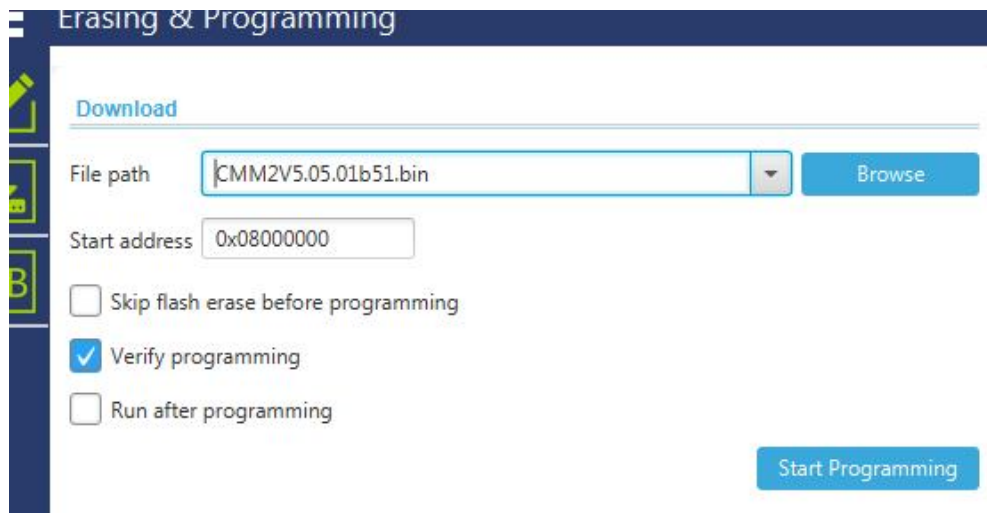 Erasing & Programming
Download
File path CMM2V5.05.01b51.bin Browse
Start address 0x08000000
Skip flash erase before programming
Verify programming
Run after programming
Start Programming